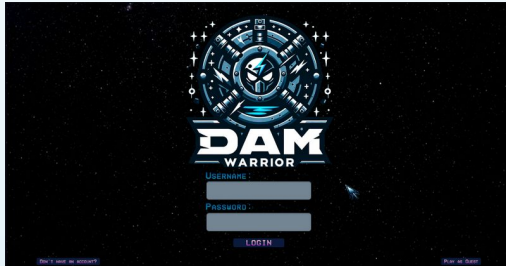 DAM
WARRIOR
USERNAME:
PASSWORD:
LOGIN
DON'T HAVE AN ACCOUNT?
PLAY AS GUEST